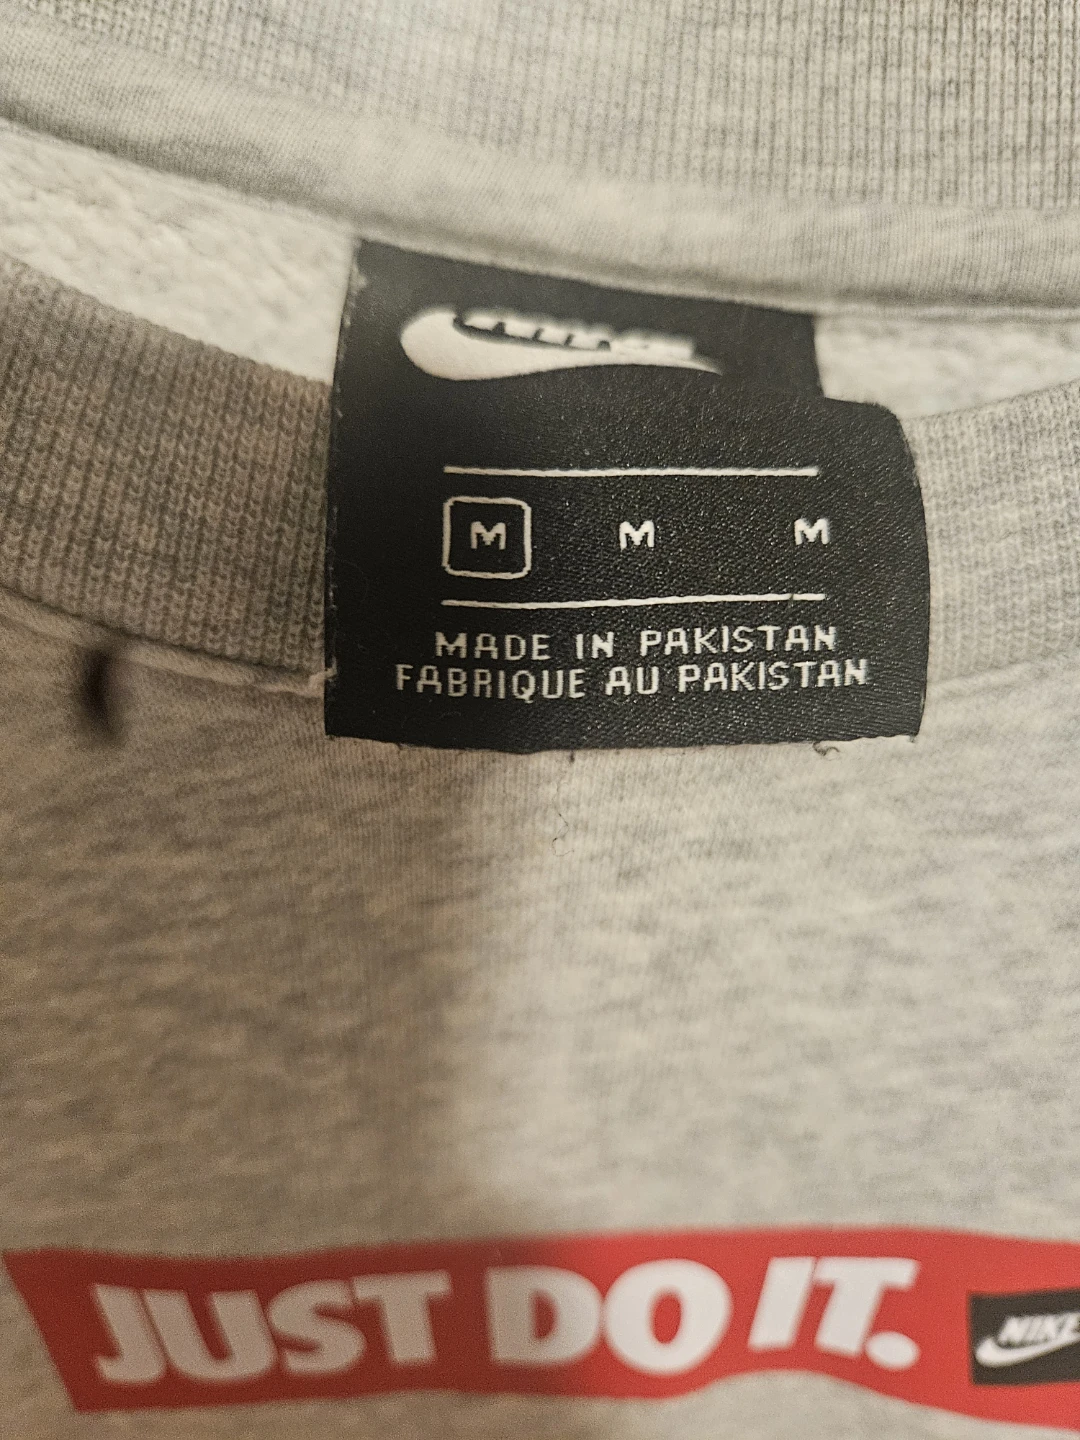 M M M
MADE IN PAKISTAN
FABRIQUE AU PAKISTAN
JUST DO IT.
NIKE